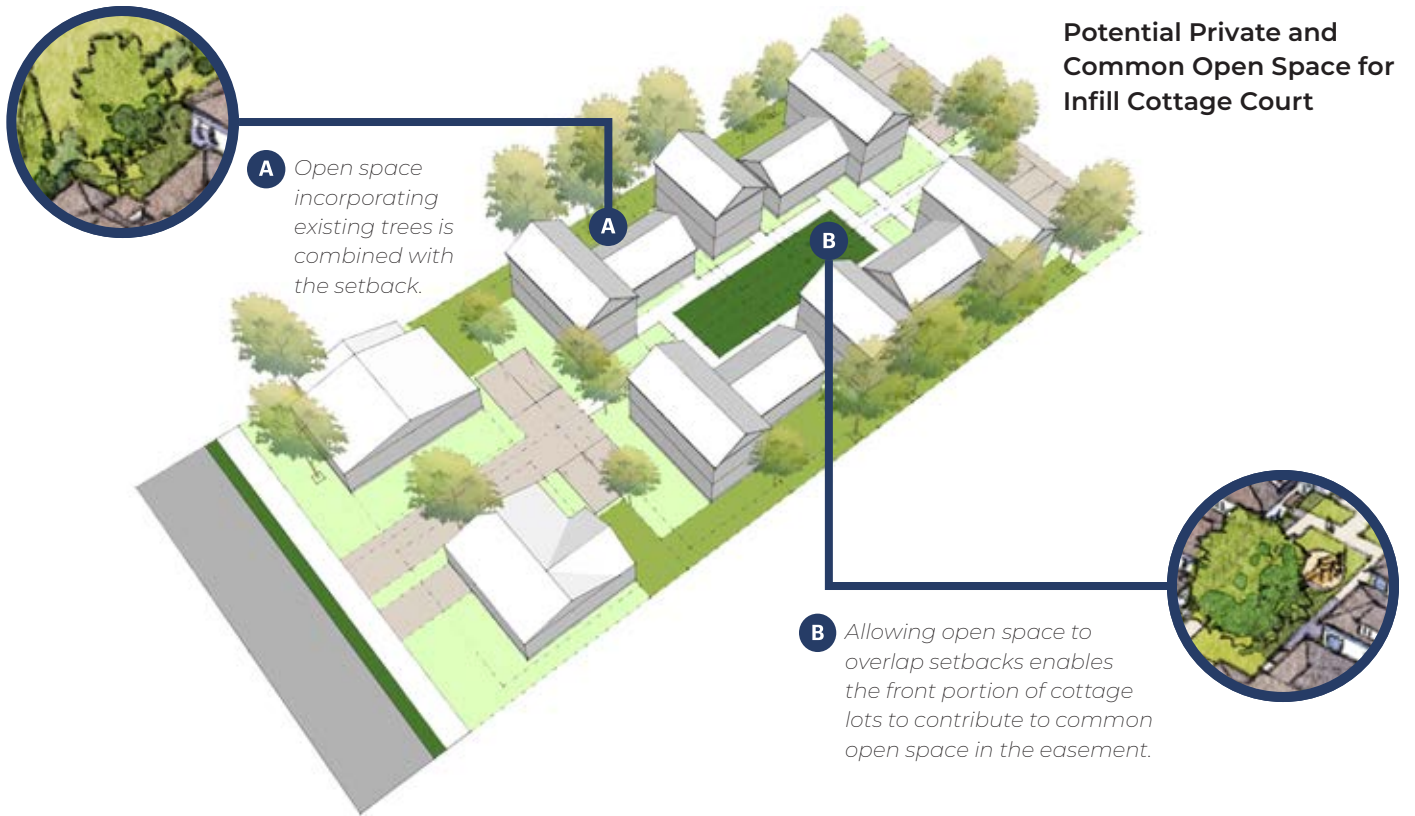 Potential Private and
Common Open Space for
Infill Cottage Court
A Open space
incorporating
existing trees is
combined with
the setback.
A
B
B Allowing open space to
overlap setbacks enables
the front portion of cottage
lots to contribute to common
open space in the easement.